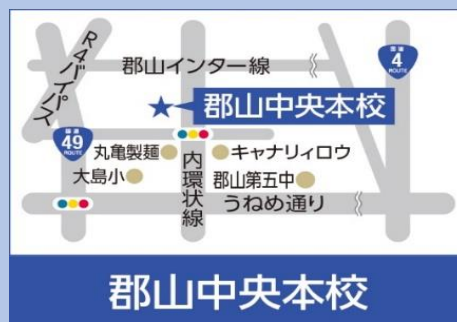 R4バイパス
郡山インター線
国道
4
ROUTE
郡山中央本校
国道
49
ROUTE
丸亀製麺
キャナリィロウ
大島小
内環状線
郡山第五中
うねめ通り
郡山中央本校